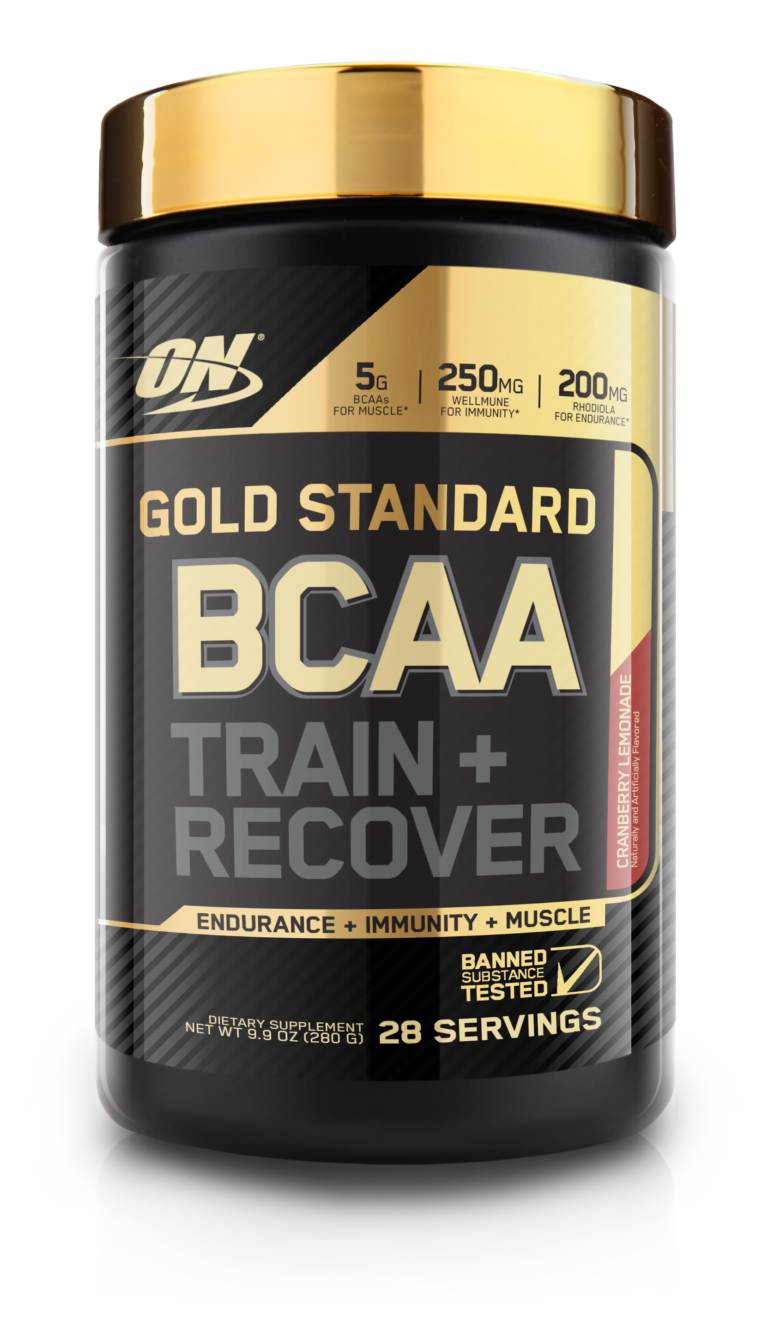 ON®
5G
BCAAs
FOR MUSCLE*
250MG
WELLMUNE
FOR IMMUNITY*
200MG
RHODIOLA
FOR ENDURANCE*
GOLD STANDARD
BCAA
TRAIN +
RECOVER
CRANBERRY LEMONADE
Naturally and Artificially Flavored
ENDURANCE + IMMUNITY + MUSCLE
BANNED
SUBSTANCE
TESTED
DIETARY SUPPLEMENT
NET WT 9.9 OZ (280 G)
28 SERVINGS